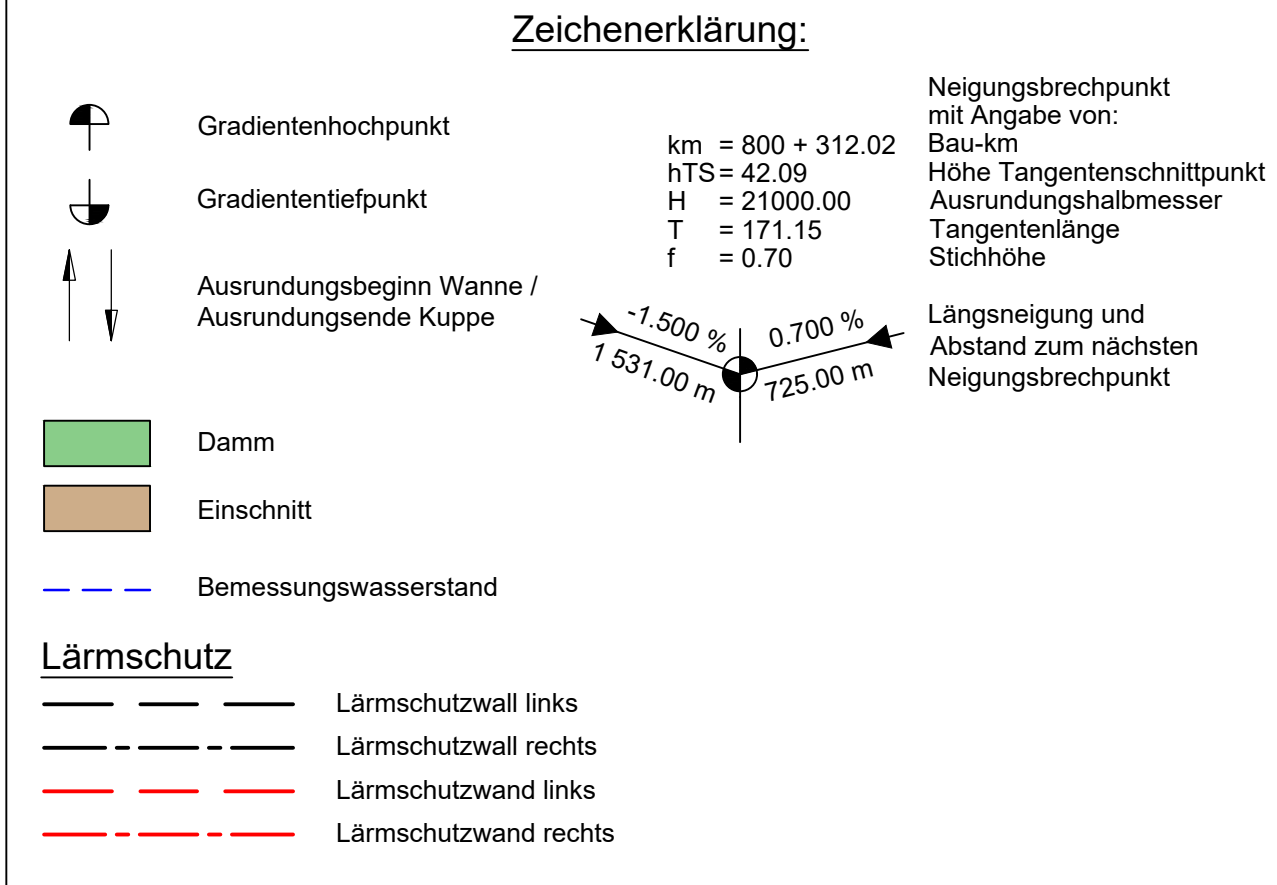 Zeichenerklärung:
Gradientenhochpunkt
Gradiententiefpunkt
Ausrundungsbeginn Wanne /
Ausrundungsende Kuppe
Neigungsbrechpunkt
mit Angabe von:
km = 800 + 312.02 Bau-km
hTS = 42.09 Höhe Tangentenschnittpunkt
H = 21000.00 Ausrundungshalbmesser
T = 171.15 Tangentenlänge
f = 0.70 Stichhöhe
-1.500 %
1 531.00 m
0.700 %
725.00 m
Längsneigung und
Abstand zum nächsten
Neigungsbrechpunkt
Damm
Einschnitt
Bemessungswasserstand
Lärmschutz
Lärmschutzwall links
Lärmschutzwall rechts
Lärmschutzwand links
Lärmschutzwand rechts